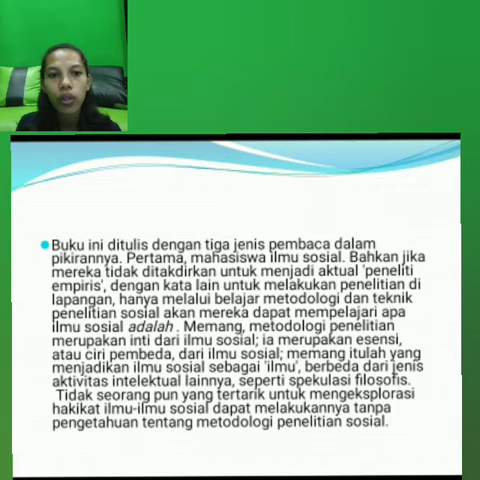 Buku ini ditulis dengan tiga jenis pembaca dalam
pikirannya. Pertama, mahasiswa ilmu sosial. Bahkan jika
mereka tidak ditakdirkan untuk menjadi aktual 'peneliti
empiris', dengan kata lain untuk melakukan penelitian di
lapangan, hanya melalui belajar metodologi dan teknik
penelitian sosial akan mereka dapat mempelajari apa
ilmu sosial adalah . Memang, metodologi penelitian
merupakan inti dari ilmu sosial; ia merupakan esensi,
atau ciri pembeda, dari ilmu sosial; memang itulah yang
menjadikan ilmu sosial sebagai 'ilmu', berbeda dari jenis
aktivitas intelektual lainnya, seperti spekulasi filosofis.
Tidak seorang pun yang tertarik untuk mengeksplorasi
hakikat ilmu-ilmu sosial dapat melakukannya tanpa
pengetahuan tentang metodologi penelitian sosial.